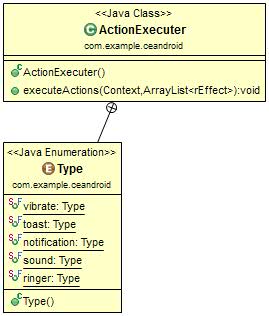 <<Java Class>>
C ActionExecuter
com.example.ceandroid
C ActionExecuter()
executeActions(Context,ArrayList<rEffect>):void
<<Java Enumeration>>
E Type
com.example.ceandroid
S F vibrate: Type
S F toast: Type
S F notification: Type
S F sound: Type
S F ringer: Type
C Type()